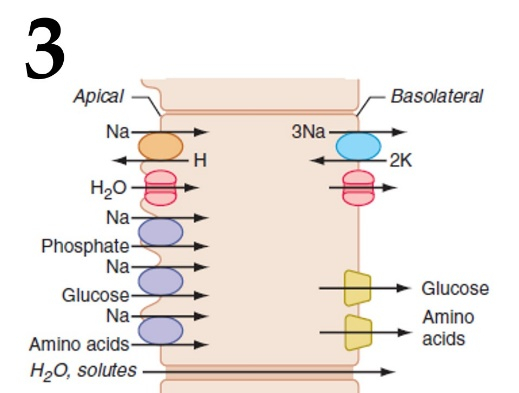 3
Apical
Basolateral
Na
3Na
H
2K
H2O
Na
Phosphate
Na
Glucose
Glucose
Na
Amino
acids
Amino acids
H2O, solutes